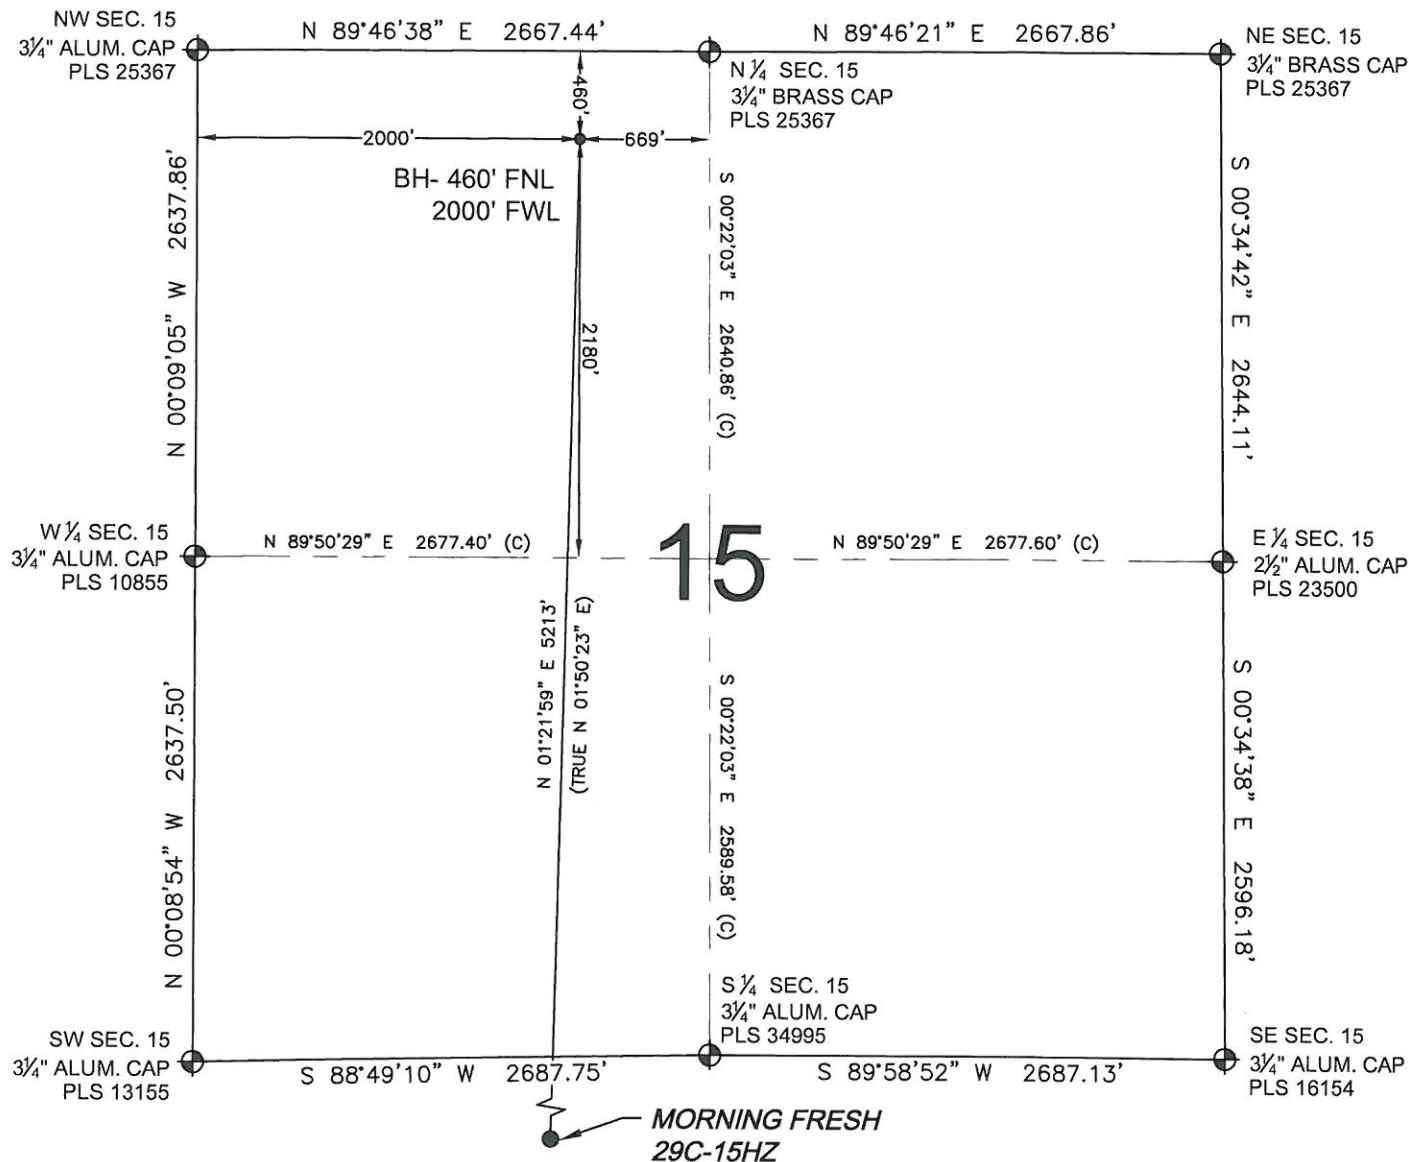 NW SEC. 15
3¼" ALUM. CAP
PLS 25367
N 89°46'38" E 2667.44'
N 89°46'21" E 2667.86'
NE SEC. 15
3¼" BRASS CAP
PLS 25367
N ¼ SEC. 15
3¼" BRASS CAP
PLS 25367
460'
2000'
669'
BH- 460' FNL
2000' FWL
N 00°09'05" W 2637.86'
2180'
S 00°22'03" E 2640.86' (C)
S 00°34'42" E 2644.11'
W ¼ SEC. 15
3¼" ALUM. CAP
PLS 10855
N 89°50'29" E 2677.40' (C)
15
N 89°50'29" E 2677.60' (C)
E ¼ SEC. 15
2½" ALUM. CAP
PLS 23500
N 00°08'54" W 2637.50'
N 01°21'59" E 5213'
(TRUE N 01°50'23" E)
S 00°22'03" E 2589.58' (C)
S 00°34'38" E 2596.18'
S ¼ SEC. 15
3¼" ALUM. CAP
PLS 34995
SW SEC. 15
3¼" ALUM. CAP
PLS 13155
S 88°49'10" W 2687.75'
S 89°58'52" W 2687.13'
SE SEC. 15
3¼" ALUM. CAP
PLS 16154
MORNING FRESH
29C-15HZ